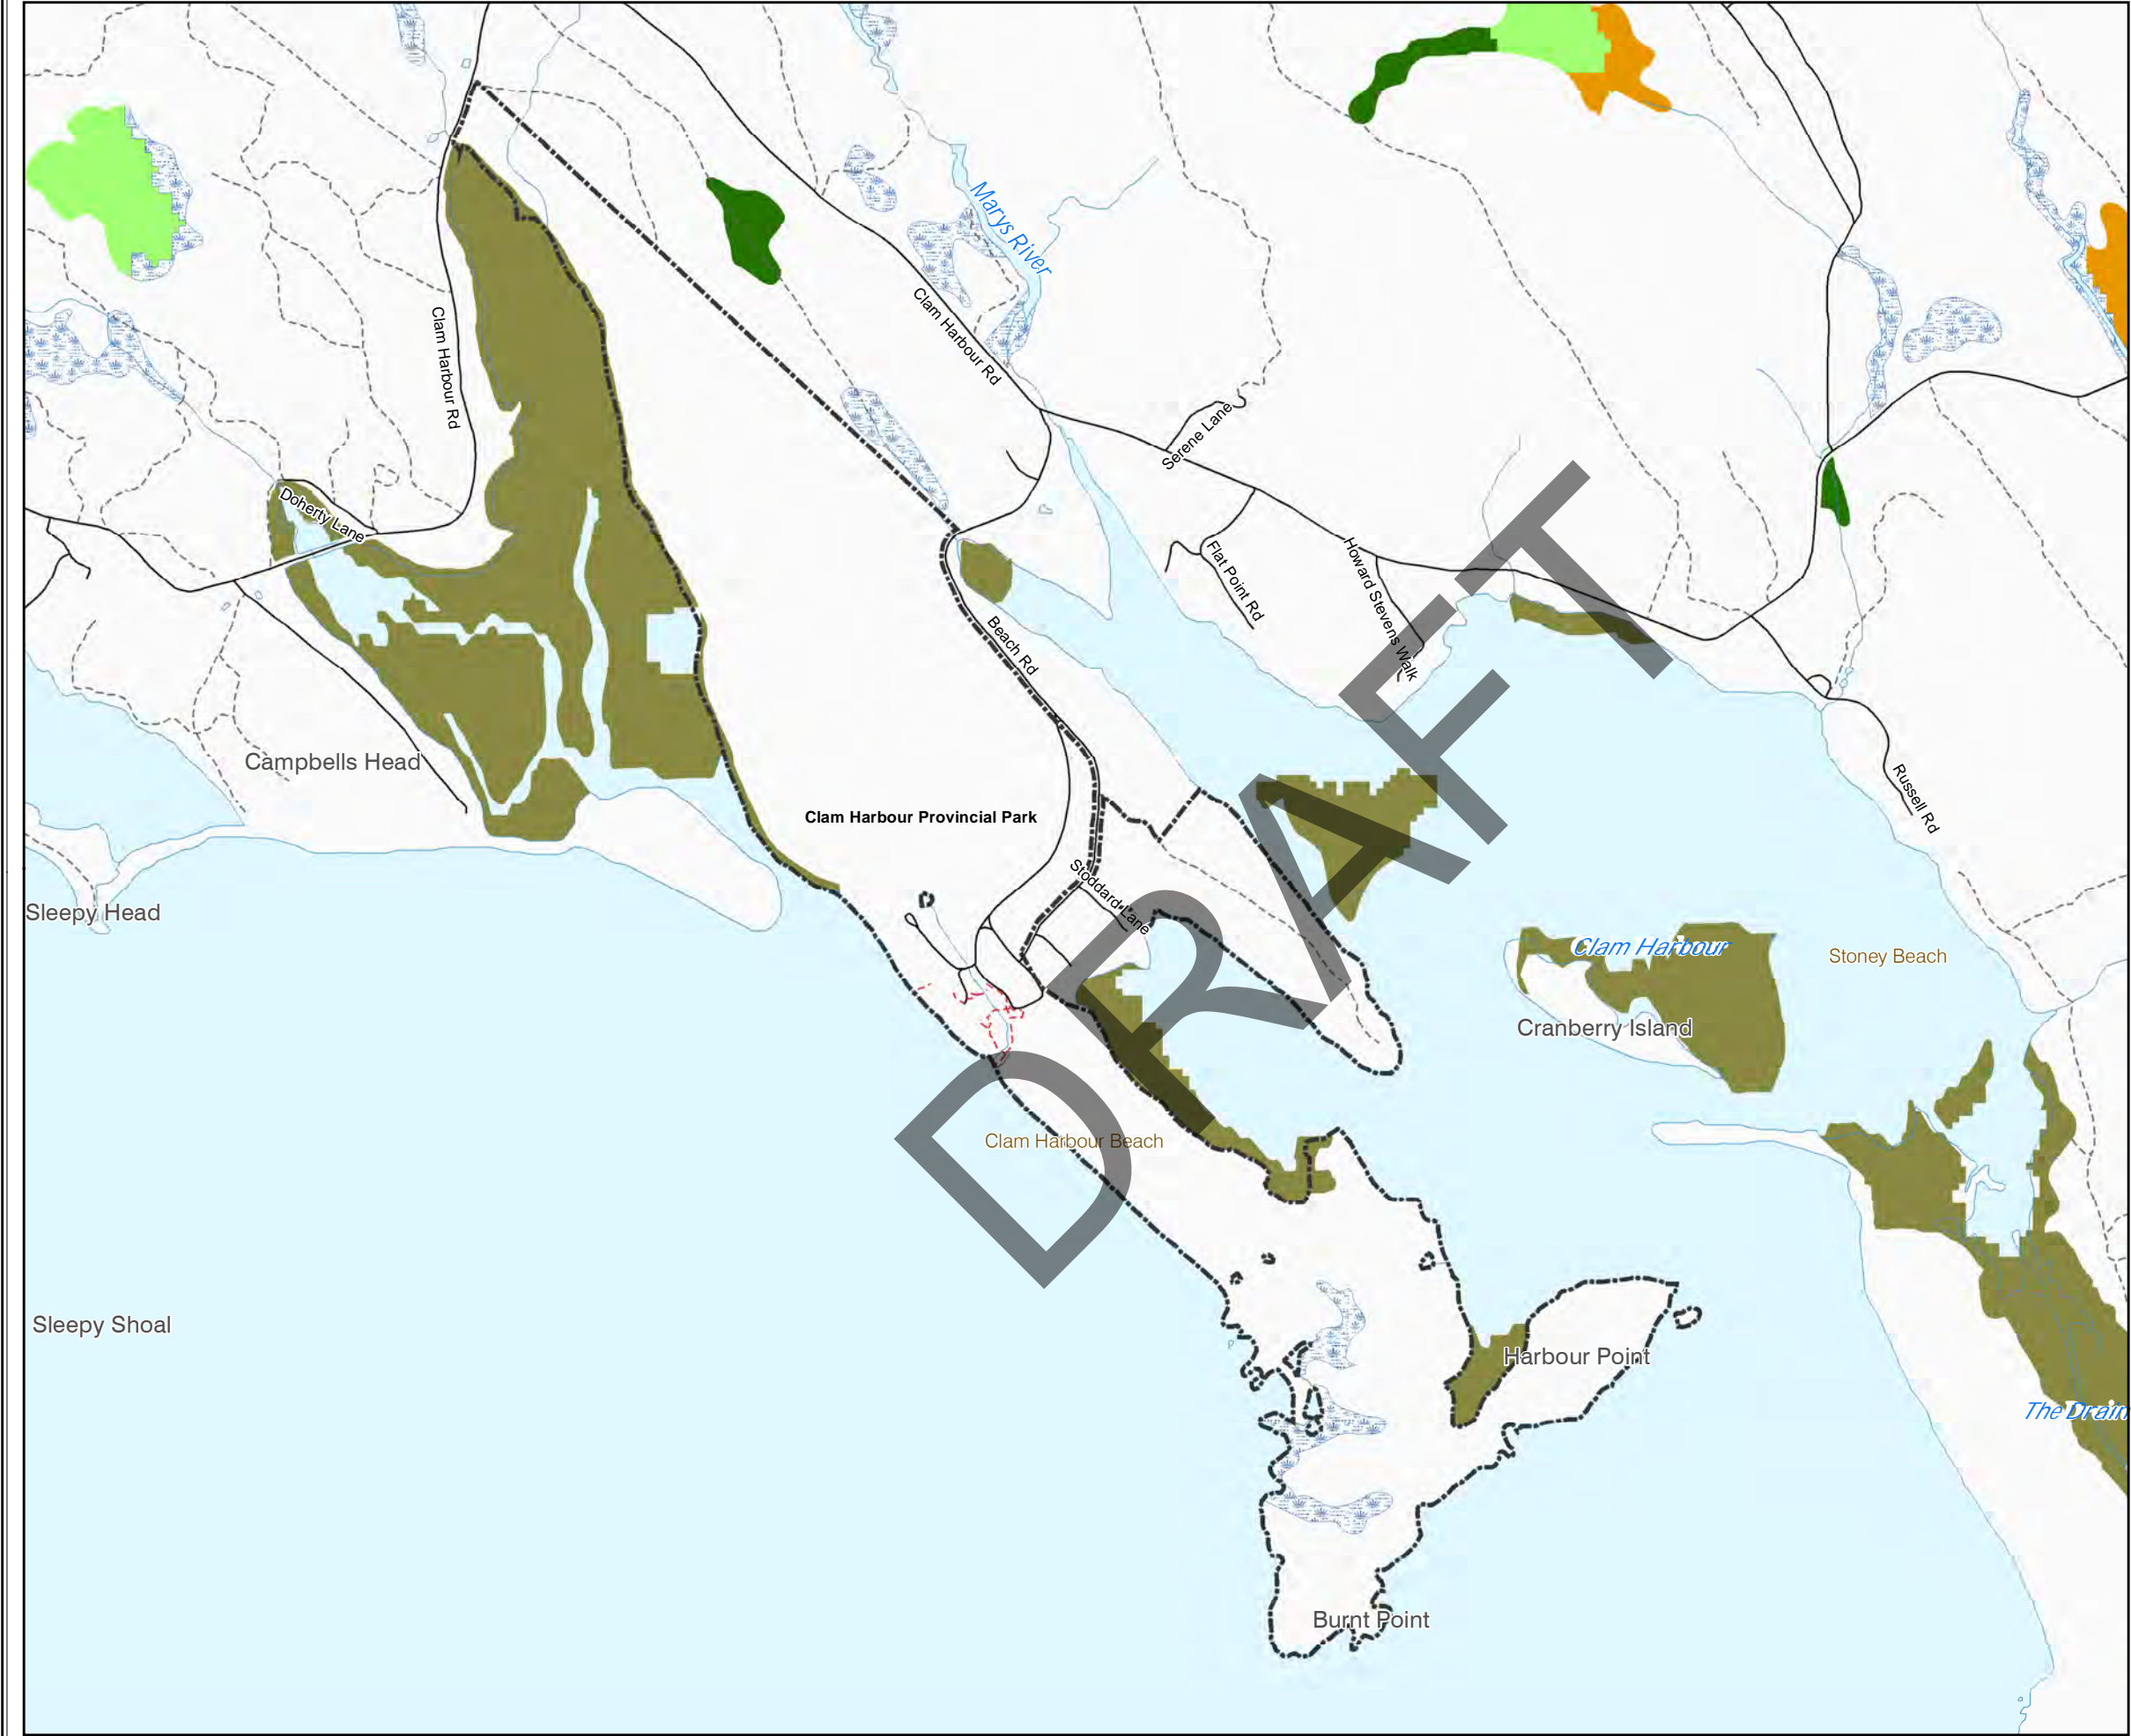 Marys River
Clam Harbour Rd
Clam Harbour Rd
Serene Lane
Doherty Lane
Flat Point Rd
Howard Stevens Walk
Beach Rd
Campbells Head
Clam Harbour Provincial Park
Russell Rd
Stoddard Lane
Sleepy Head
Clam Harbour
Stoney Beach
Cranberry Island
DRAFT
Clam Harbour Beach
Sleepy Shoal
Harbour Point
The Drain
Burnt Point